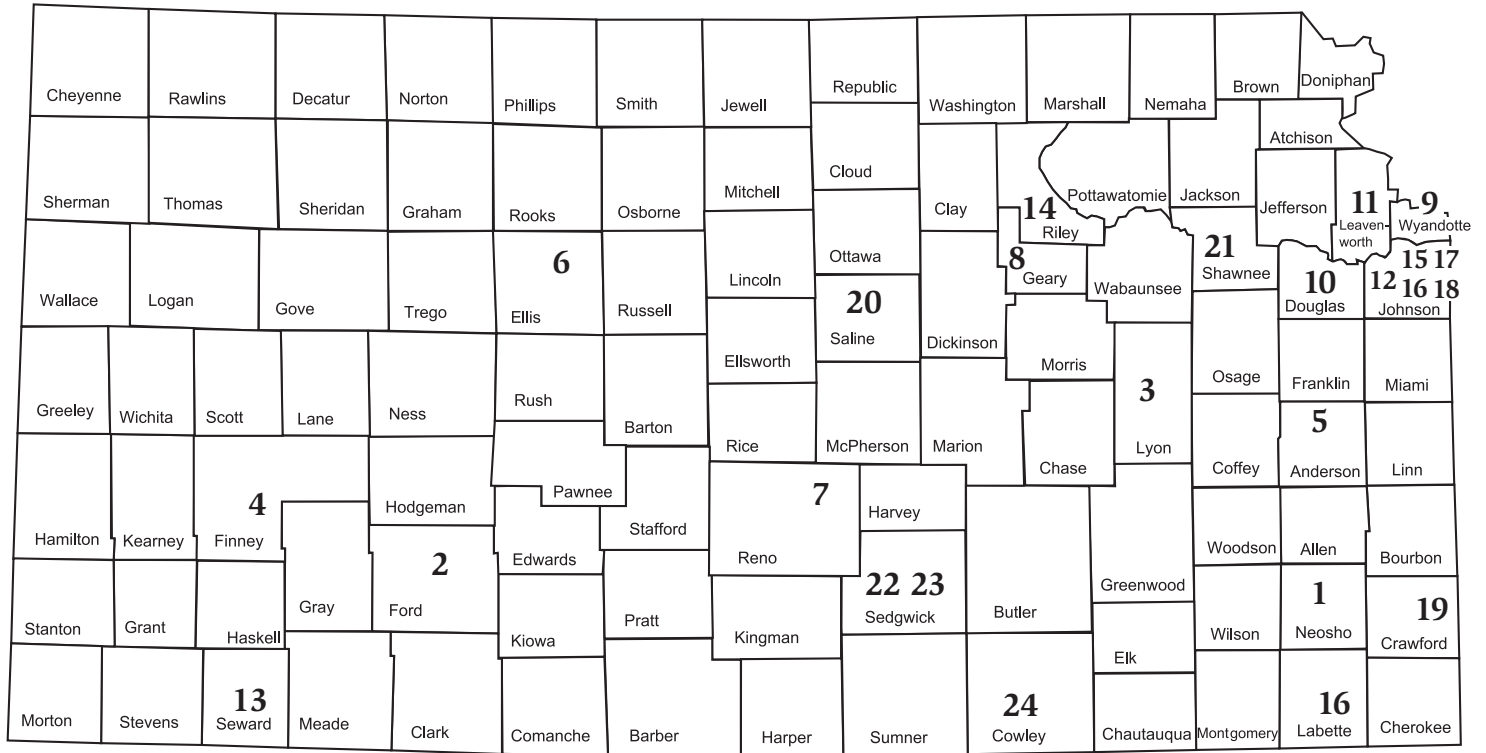 Cheyenne
Rawlins
Decatur
Norton
Phillips
Smith
Jewell
Republic
Washington
Marshall
Nemaha
Brown
Doniphan
Atchison
Sherman
Thomas
Sheridan
Graham
Rooks
Osborne
Mitchell
Cloud
Clay
14
Riley
Pottawatomie
Jackson
Jefferson
11
Leaven-
worth
9
Wyandotte
Wallace
Logan
Gove
Trego
6
Ellis
Russell
Lincoln
Ottawa
20
Saline
Dickinson
8
Geary
Wabaunsee
21
Shawnee
10
Douglas
15 17
12 16 18
Johnson
Greeley
Wichita
Scott
Lane
Ness
Rush
Barton
Ellsworth
Rice
McPherson
Marion
Morris
Chase
3
Lyon
Osage
Franklin
Miami
Coffey
5
Anderson
Linn
Hamilton
Kearney
4
Finney
Hodgeman
Pawnee
Edwards
Stafford
7
Reno
Harvey
Stanton
Grant
Haskell
Gray
2
Ford
Kiowa
Pratt
Kingman
22 23
Sedgwick
Butler
Greenwood
Woodson
Allen
Bourbon
Elk
Wilson
1
Neosho
19
Crawford
Morton
Stevens
13
Seward
Meade
Clark
Comanche
Barber
Harper
Sumner
24
Cowley
Chautauqua
Montgomery
16
Labette
Cherokee